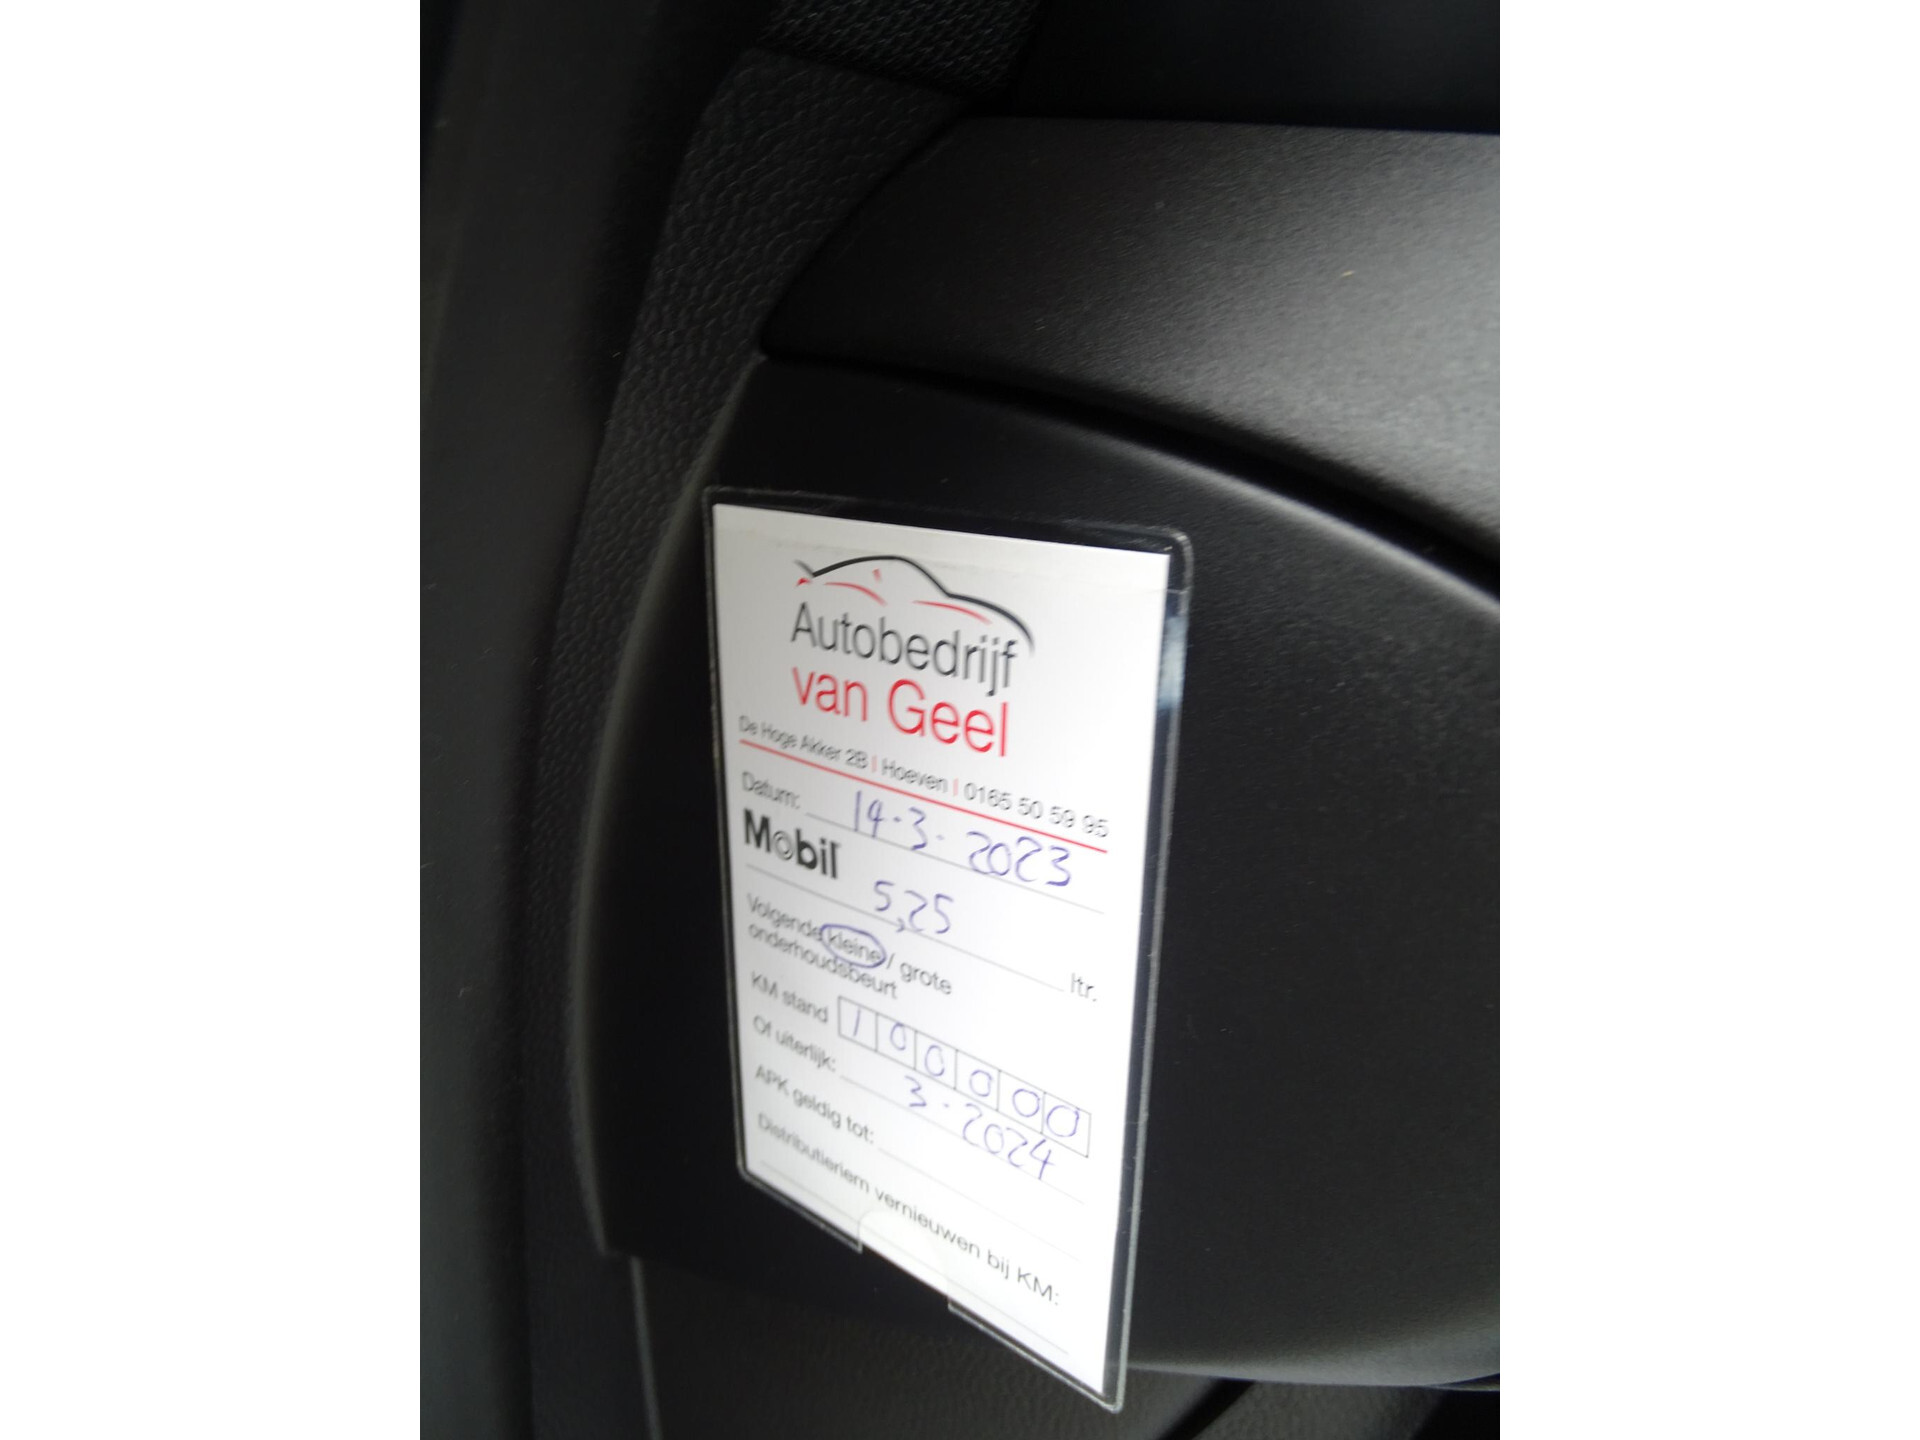 Autobedrijf
van Geel
De Hoge Akker 2B | Hoeven | 0165 50 59 95
Datum: 14-3-2023
Mobil 5,25 ltr.
Volgende kleine / grote
onderhoudsbeurt
KM stand 100000
Of uiterlijk: 3-2024
APK geldig tot:
Distributieriem vernieuwen bij KM: